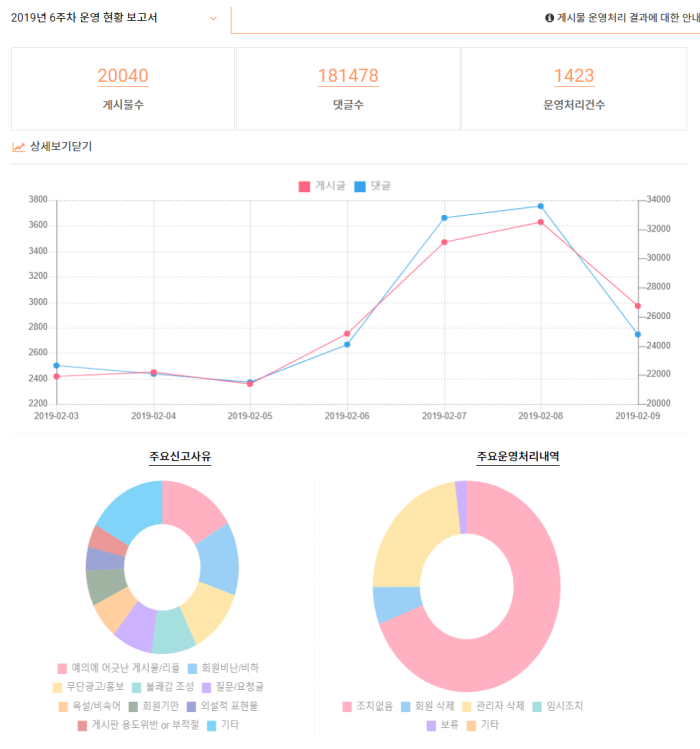 2019년 6주차 운영 현황 보고서
게시물 운영처리 결과에 대한 안내
20040 181478 1423
게시물수 댓글수 운영처리건수
상세보기닫기
게시글 댓글
3800 34000
3600 32000
3400 30000
3200 28000
3000 26000
2800 24000
2600 22000
2400 20000
2200
2019-02-03 2019-02-04 2019-02-05 2019-02-06 2019-02-07 2019-02-08 2019-02-09
주요신고사유 주요운영처리내역
예의에 어긋난 게시물/리플 회원비난/비하
무단광고/홍보 불쾌감 조성 질문/요청글
욕설/비속어 회원기만 외설적 표현물
게시판 용도위반 or 부적절 기타
조치없음 회원 삭제 관리자 삭제 임시조치
보류 기타